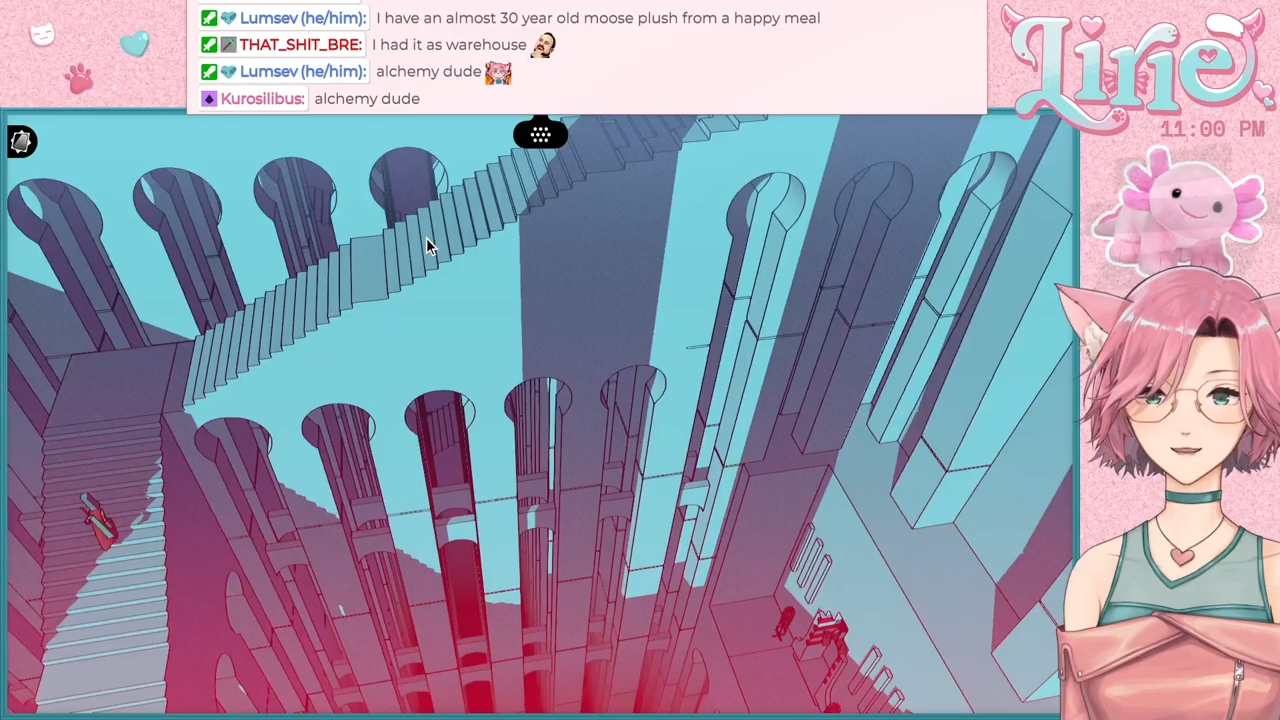 Lumsev (he/him): I have an almost 30 year old moose plush from a happy meal
THAT_SHIT_BRE: I had it as warehouse
Lumsev (he/him): alchemy dude
Kurosilibus: alchemy dude
Lirie
11:00 PM